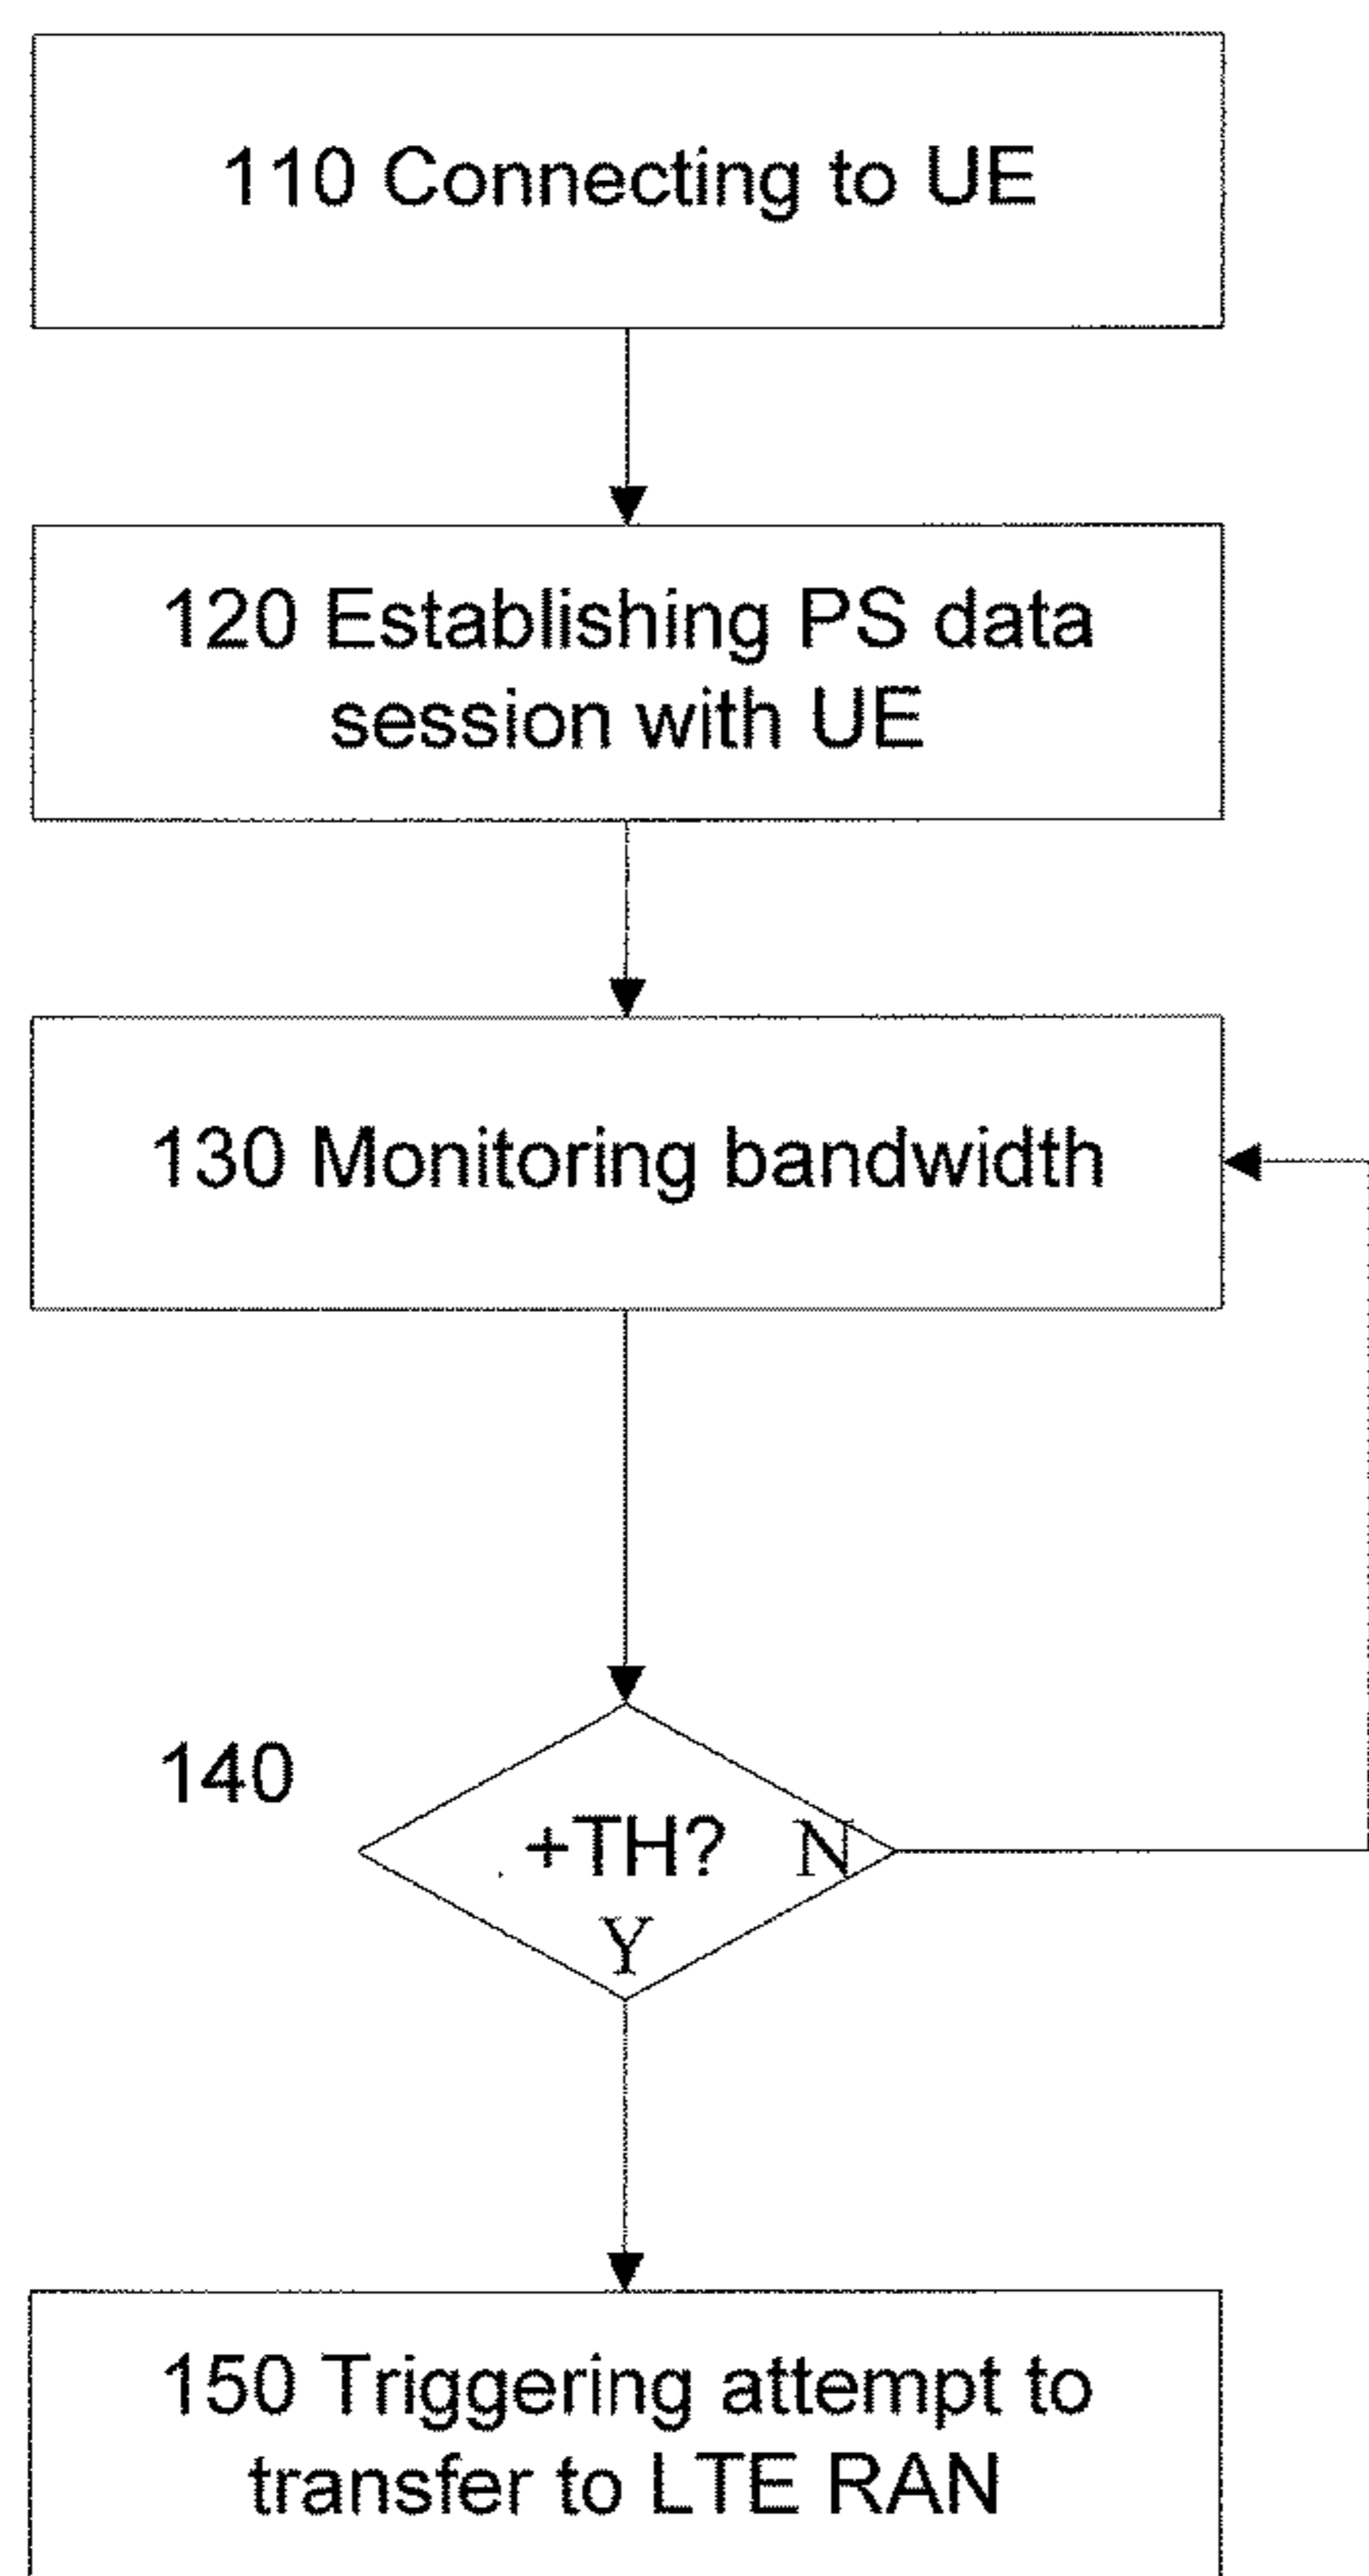 110 Connecting to UE
120 Establishing PS data
session with UE
130 Monitoring bandwidth
140
+TH? N
Y
150 Triggering attempt to
transfer to LTE RAN